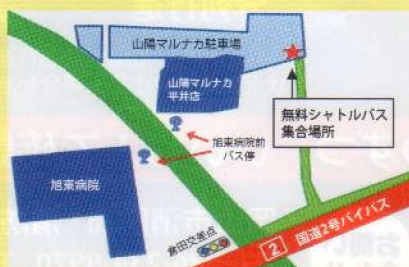 山陽マルナカ駐車場
山陽マルナカ
平井店
無料シャトルバス
集合場所
旭東病院前
バス停
旭東病院
倉田交差点
2 国道2号バイパス